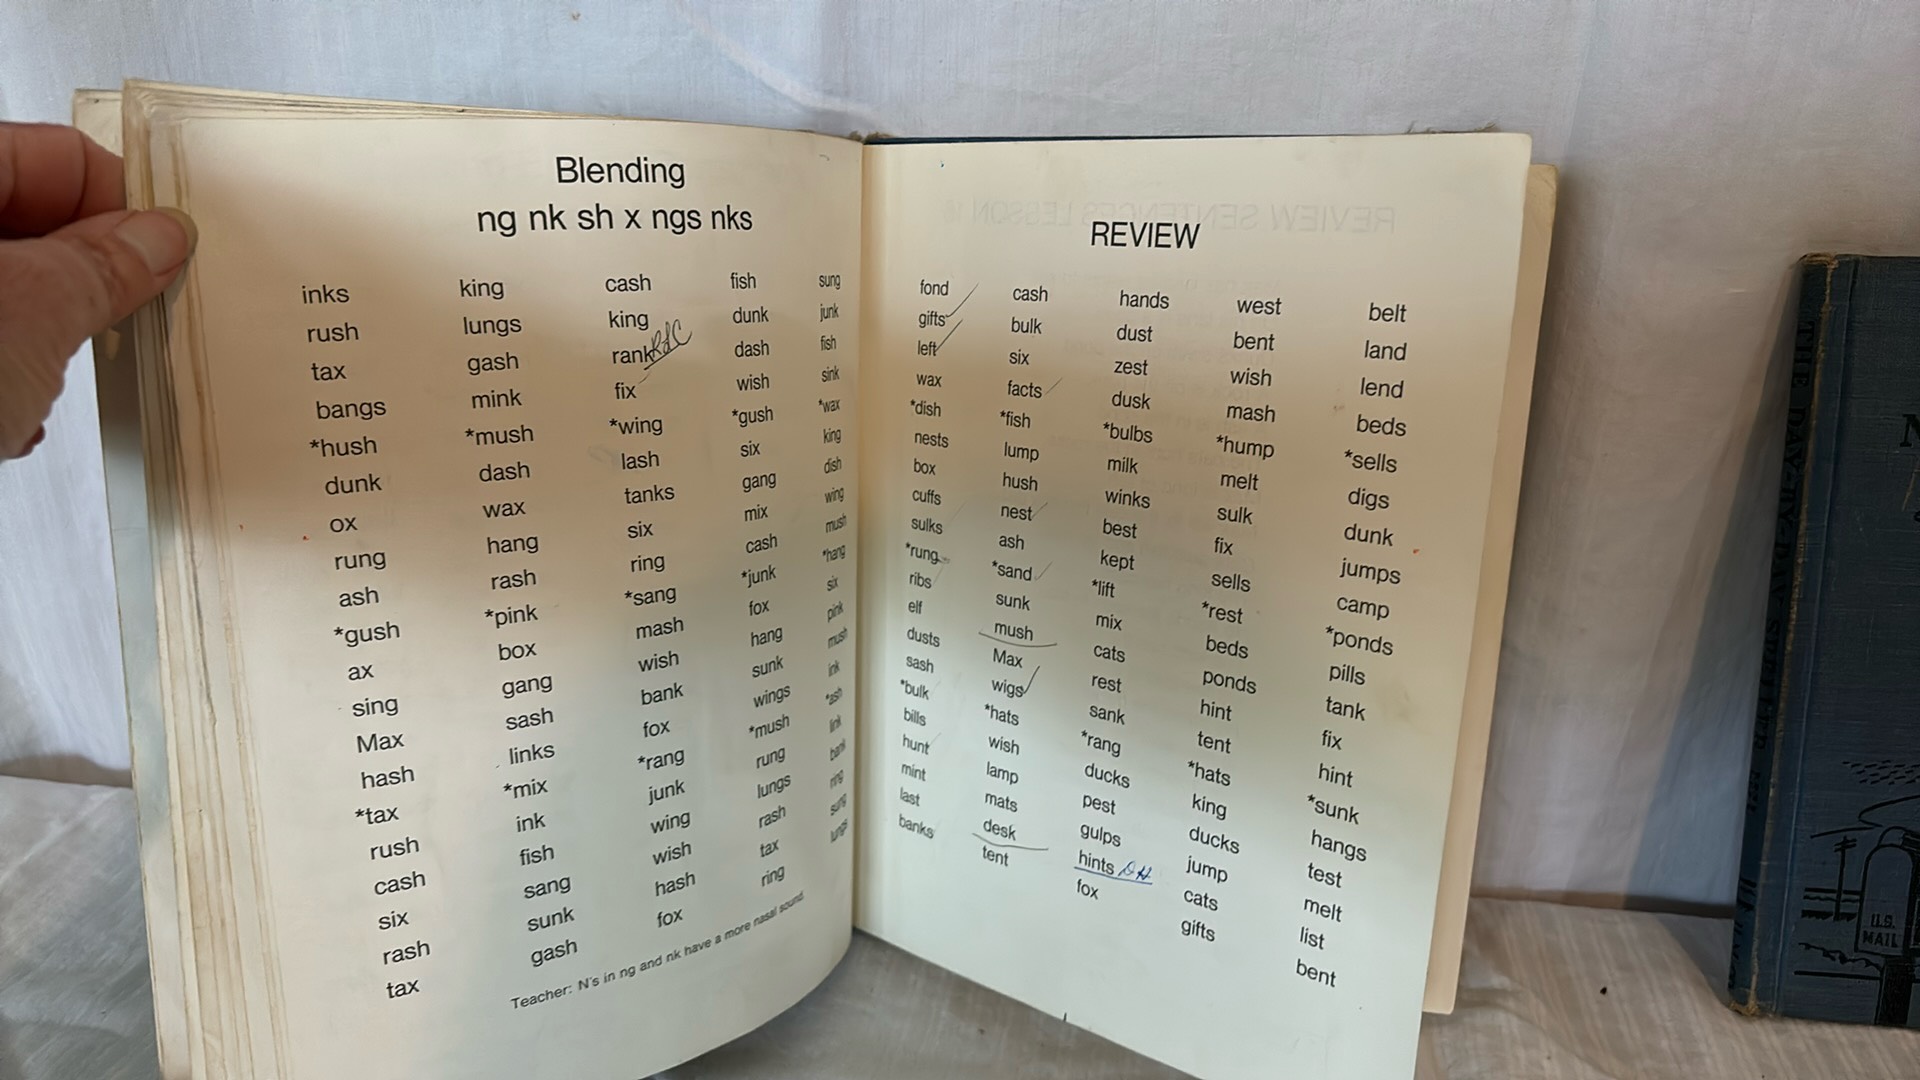 Blending
ng nk sh x ngs nks
inks
rush
tax
bangs
*hush
dunk
ox
rung
ash
*gush
ax
sing
Max
hash
*tax
rush
cash
six
rash
tax
king
lungs
gash
mink
*mush
dash
wax
hang
rash
*pink
box
gang
sash
links
*mix
ink
fish
sang
sunk
gash
cash
king
rank
fix
*wing
lash
tanks
six
ring
*sang
mash
wish
bank
fox
*rang
junk
wing
wish
hash
fox
fish
dunk
dash
wish
*gush
six
gang
mix
cash
*junk
fox
hang
sunk
wings
*mush
rung
lungs
rash
tax
ring
sung
junk
fish
sink
*wax
king
dish
wing
mush
*hang
six
pink
mush
ink
*ash
link
bank
ring
sung
lungs
Teacher: N's in ng and nk have a more nasal sound.
REVIEW
fond
gifts
left
wax
*dish
nests
box
cuffs
sulks
*rung
ribs
elf
dusts
sash
*bulk
bills
hunt
mint
last
banks
cash
bulk
six
facts
*fish
lump
hush
nest
ash
*sand
sunk
mush
Max
wigs
*hats
wish
lamp
mats
desk
tent
hands
dust
zest
dusk
*bulbs
milk
winks
best
kept
*lift
mix
cats
rest
sank
*rang
ducks
pest
gulps
hints
fox
west
bent
wish
mash
*hump
melt
sulk
fix
sells
*rest
beds
ponds
hint
tent
*hats
king
ducks
jump
cats
gifts
belt
land
lend
beds
*sells
digs
dunk
jumps
camp
*ponds
pills
tank
fix
hint
*sunk
hangs
test
melt
list
bent
U.S.
MAIL